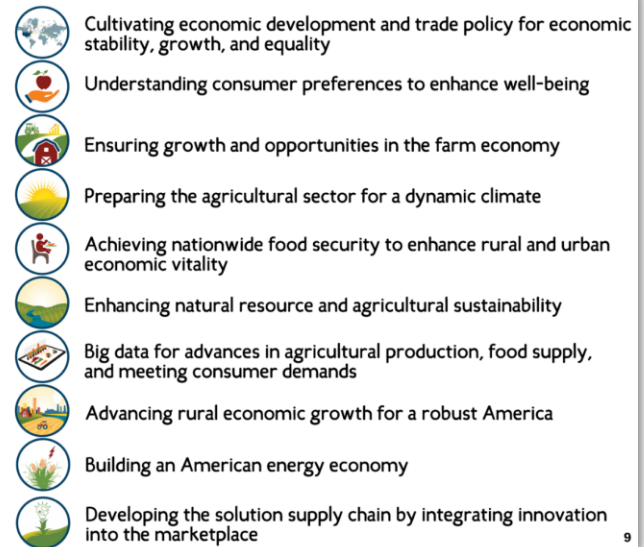 Cultivating economic development and trade policy for economic
stability, growth, and equality
Understanding consumer preferences to enhance well-being
Ensuring growth and opportunities in the farm economy
Preparing the agricultural sector for a dynamic climate
Achieving nationwide food security to enhance rural and urban
economic vitality
Enhancing natural resource and agricultural sustainability
Big data for advances in agricultural production, food supply,
and meeting consumer demands
Advancing rural economic growth for a robust America
Building an American energy economy
Developing the solution supply chain by integrating innovation
into the marketplace
9